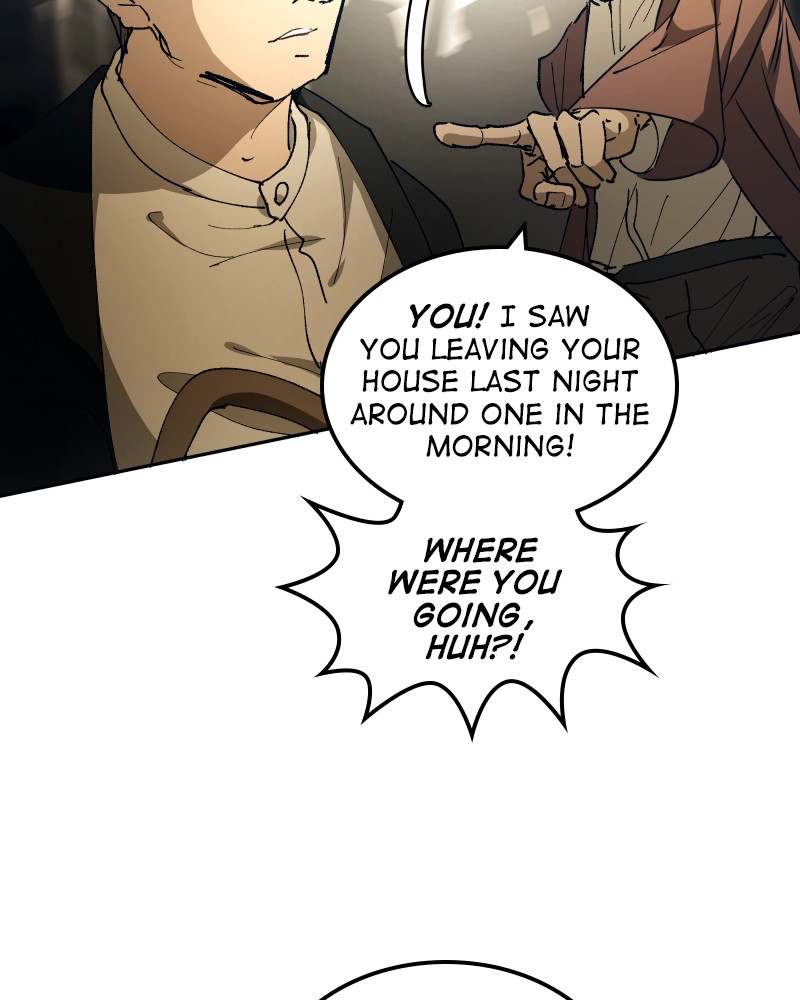 YOU! I SAW
YOU LEAVING YOUR
HOUSE LAST NIGHT
AROUND ONE IN THE
MORNING!
WHERE
WERE YOU
GOING,
HUH?!